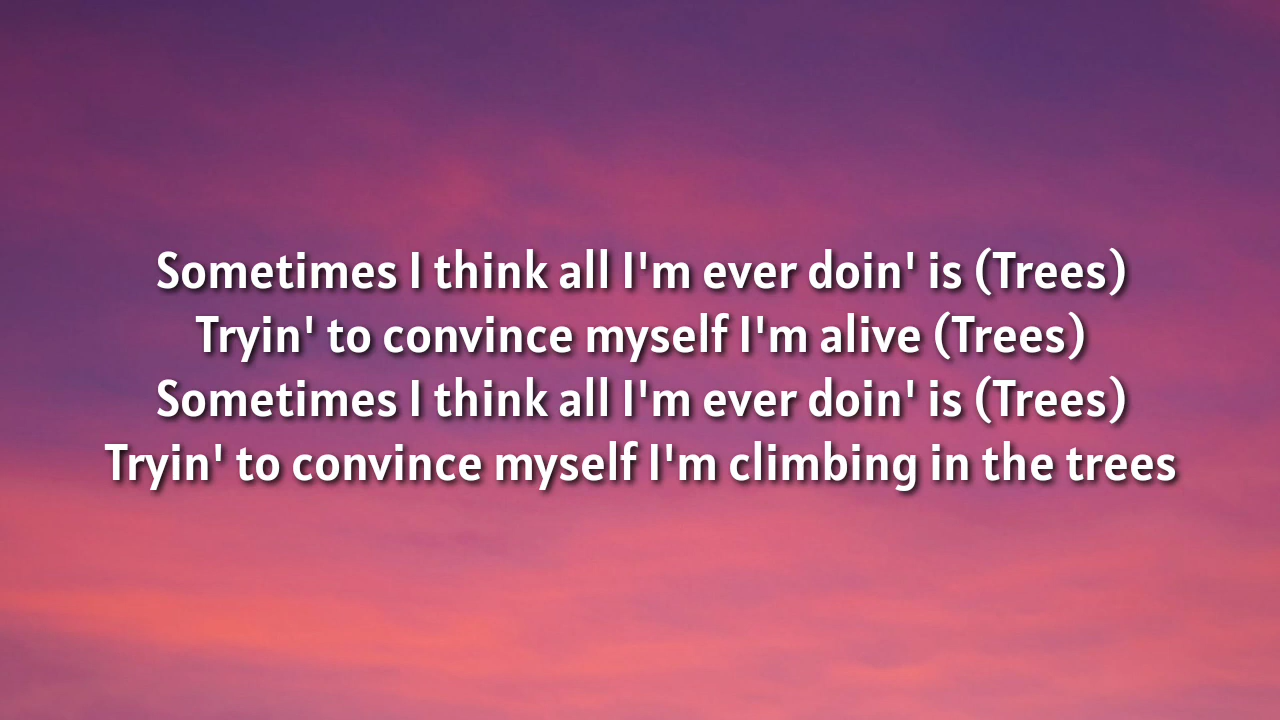 Sometimes I think all I'm ever doin' is (Trees)
Tryin' to convince myself I'm alive (Trees)
Sometimes I think all I'm ever doin' is (Trees)
Tryin' to convince myself I'm climbing in the trees